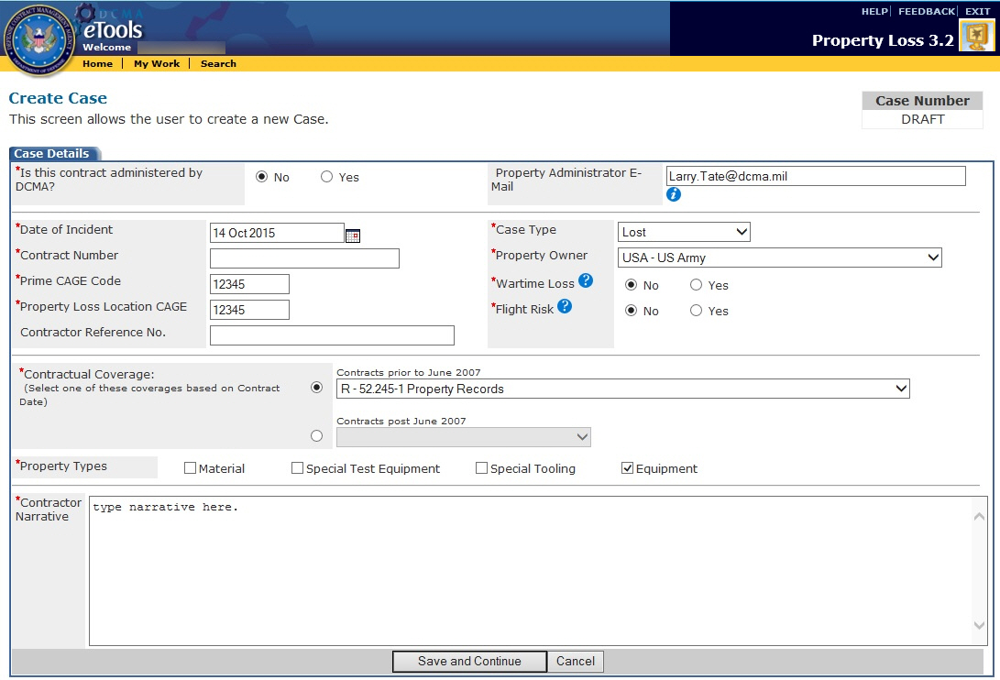 DCMA
eTools
Welcome
HELP | FEEDBACK | EXIT
Property Loss 3.2
Home | My Work | Search
Create Case
This screen allows the user to create a new Case.
Case Number
DRAFT
Case Details
*Is this contract administered by
DCMA?
No
Yes
Property Administrator E-
Mail
Larry.Tate@dcma.mil
*Date of Incident
14 Oct 2015
*Case Type
Lost
*Contract Number
*Property Owner
USA - US Army
*Prime CAGE Code
12345
*Wartime Loss ?
No
Yes
*Property Loss Location CAGE
12345
*Flight Risk ?
No
Yes
Contractor Reference No.
*Contractual Coverage:
(Select one of these coverages based on Contract
Date)
Contracts prior to June 2007
R - 52.245-1 Property Records
Contracts post June 2007
*Property Types
Material
Special Test Equipment
Special Tooling
Equipment
*Contractor
Narrative
type narrative here.
Save and Continue
Cancel